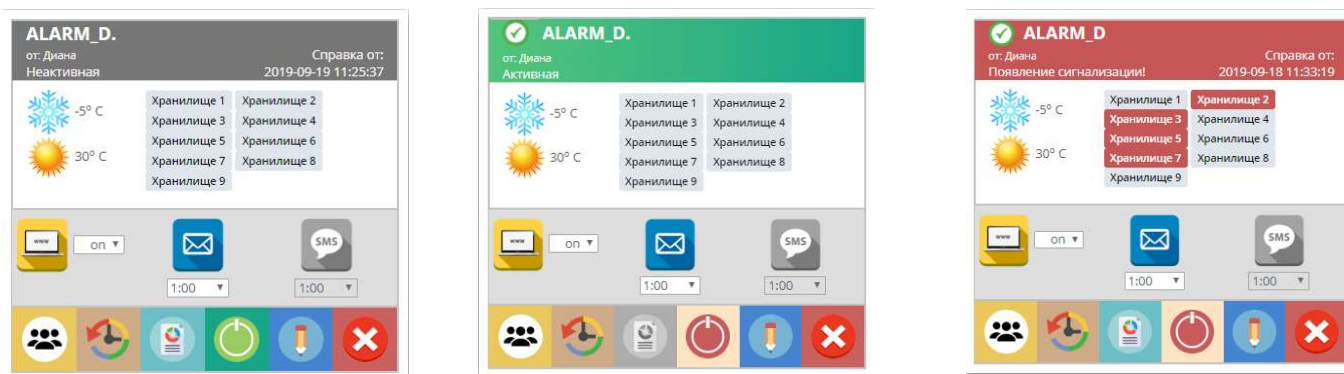 ALARM_D.
от: Диана
Справка от:
Неактивная
2019-09-19 11:25:37
-5° C
30° C
Хранилище 1 Хранилище 2
Хранилище 3 Хранилище 4
Хранилище 5 Хранилище 6
Хранилище 7 Хранилище 8
Хранилище 9
www
on
SMS
1:00
1:00
ALARM_D.
от: Диана
Активная
-5° C
30° C
Хранилище 1 Хранилище 2
Хранилище 3 Хранилище 4
Хранилище 5 Хранилище 6
Хранилище 7 Хранилище 8
Хранилище 9
www
on
SMS
1:00
1:00
ALARM_D
от: Диана
Справка от:
Появление сигнализации!
2019-09-18 11:33:19
-5° C
30° C
Хранилище 1 Хранилище 2
Хранилище 3 Хранилище 4
Хранилище 5 Хранилище 6
Хранилище 7 Хранилище 8
Хранилище 9
www
on
SMS
1:00
1:00